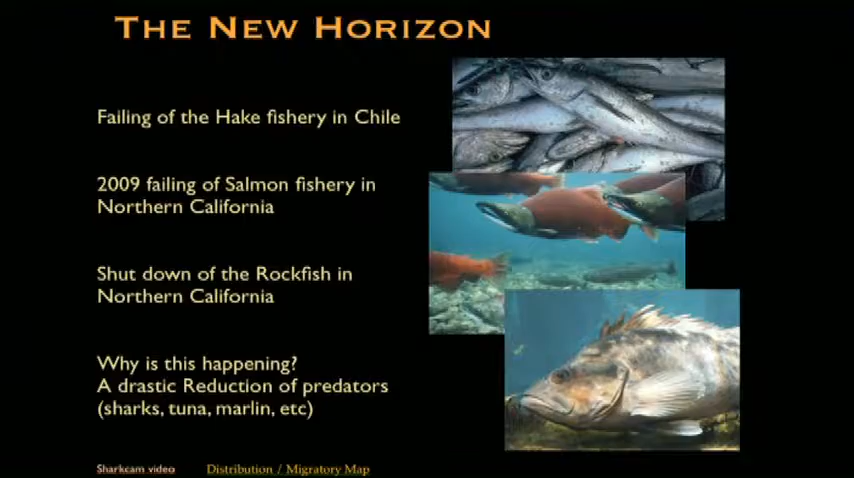 The New Horizon
Failing of the Hake fishery in Chile
2009 failing of Salmon fishery in
Northern California
Shut down of the Rockfish in
Northern California
Why is this happening?
A drastic Reduction of predators
(sharks, tuna, marlin, etc)
Sharkcam video
Distribution / Migratory Map